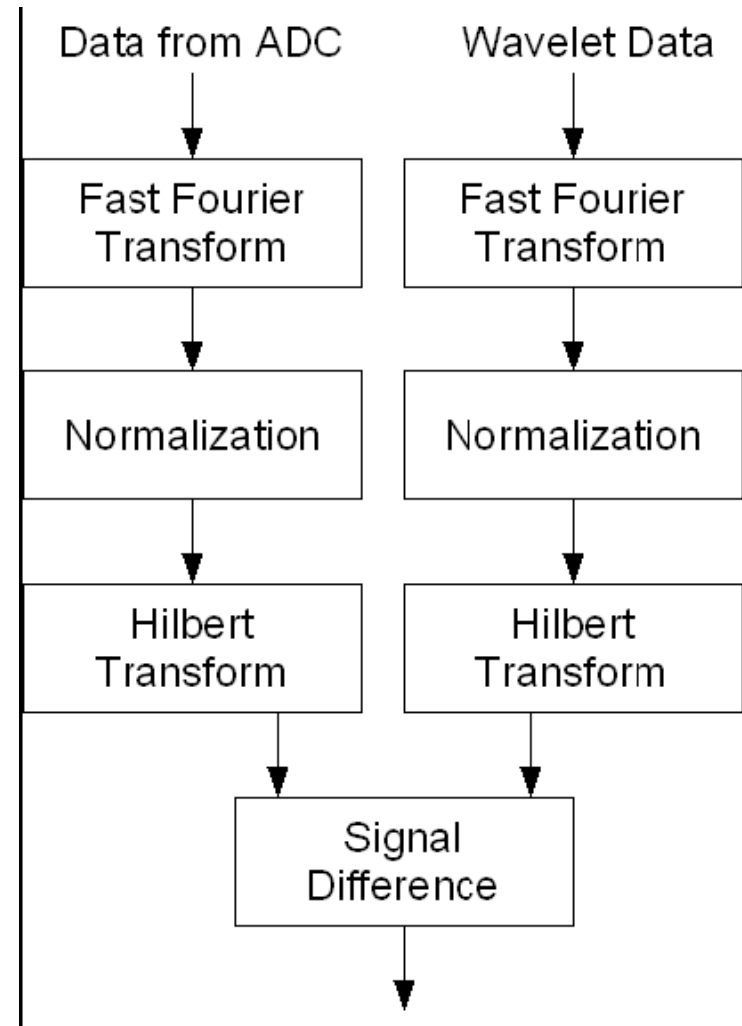 Data from ADC
Wavelet Data
Fast Fourier
Transform
Fast Fourier
Transform
Normalization
Normalization
Hilbert
Transform
Hilbert
Transform
Signal
Difference